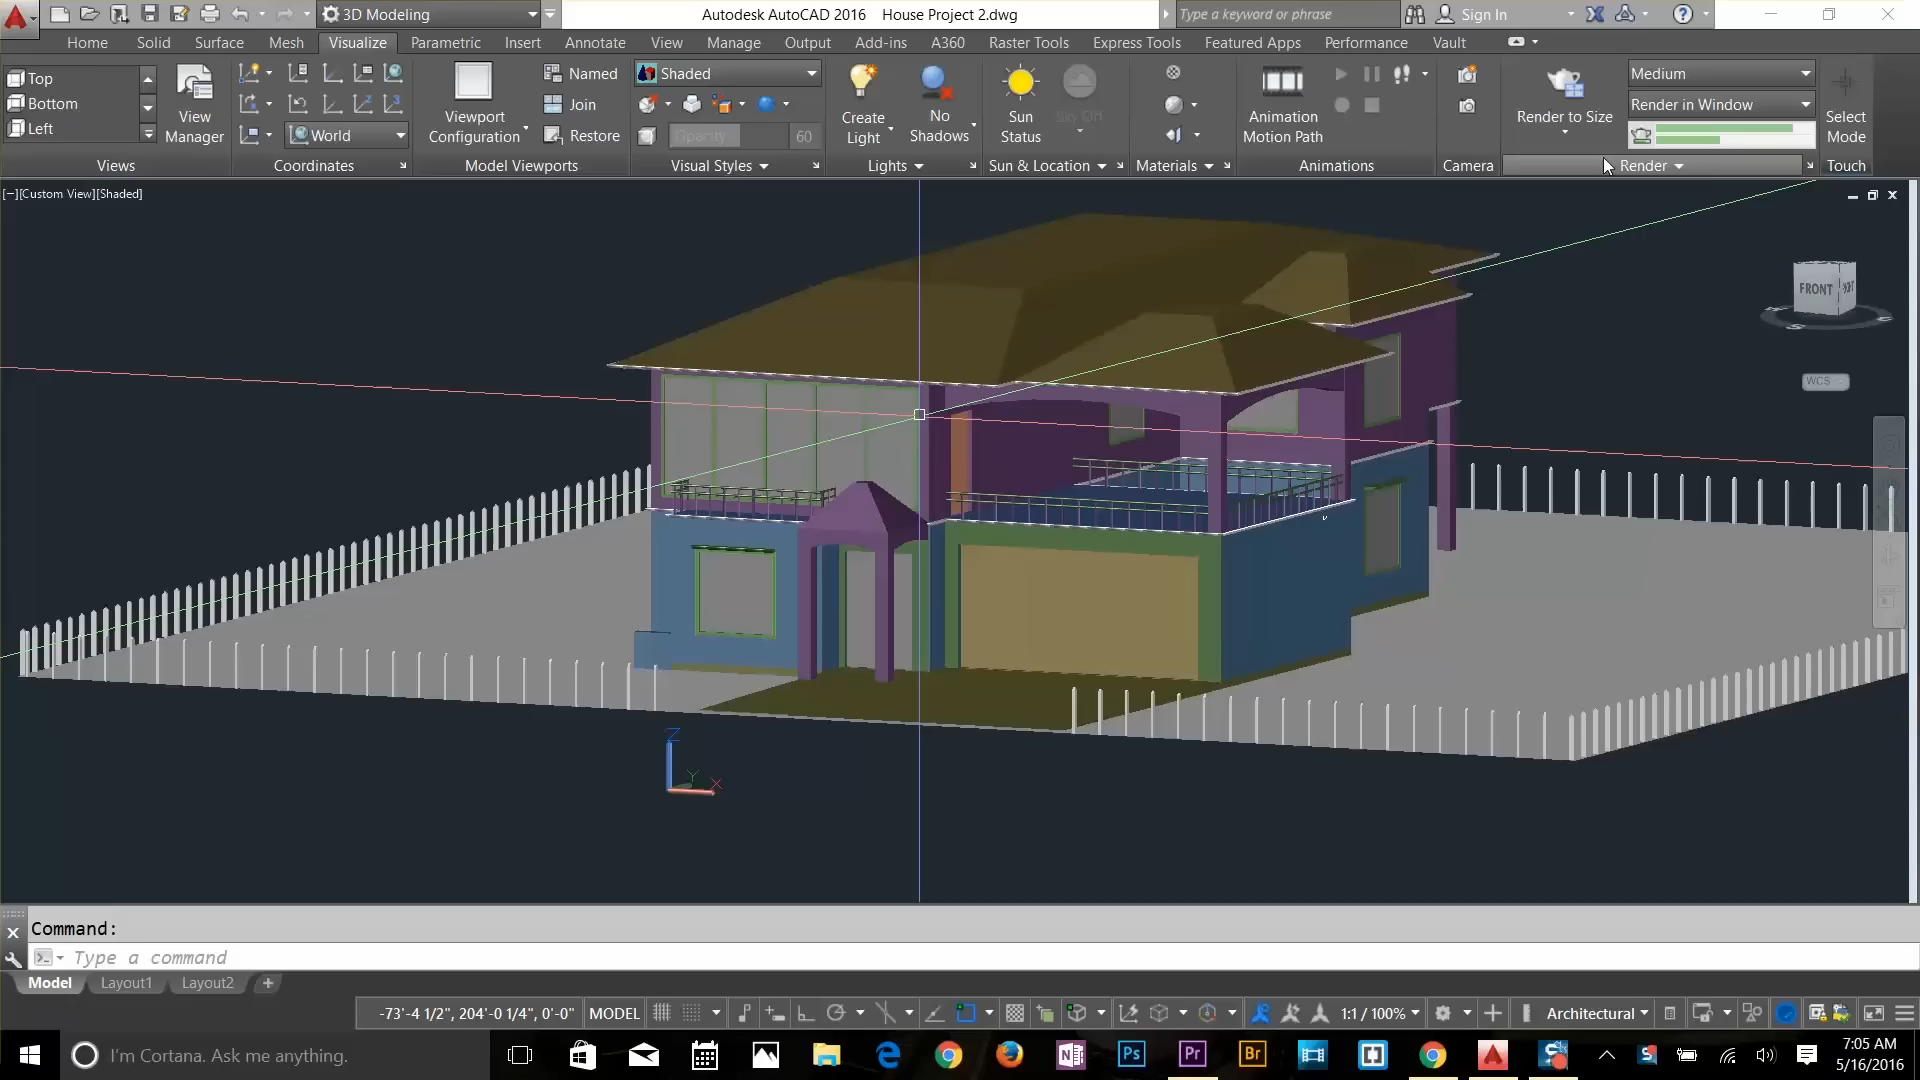 3D Modeling
Autodesk AutoCAD 2016 House Project 2.dwg
Type a keyword or phrase
Sign In
Home Solid Surface Mesh Visualize Parametric Insert Annotate View Manage Output Add-ins A360 Raster Tools Express Tools Featured Apps Performance Vault
Top
Bottom
Left
View
Manager
World
Viewport
Configuration
Named
Join
Restore
Shaded
Opacity 60
Create
Light
No
Shadows
Sun
Status
Sky Off
Animation
Motion Path
Render to Size
Medium
Render in Window
Select
Mode
Views Coordinates Model Viewports Visual Styles Lights Sun & Location Materials Animations Camera Render Touch
[−][Custom View][Shaded]
FRONT
S
WCS
Z
Y
X
Command:
Type a command
Model Layout1 Layout2 +
-73'-4 1/2", 204'-0 1/4", 0'-0" MODEL 1:1 / 100% Architectural
I'm Cortana. Ask me anything.
N
Ps
Pr
Br
7:05 AM
5/16/2016